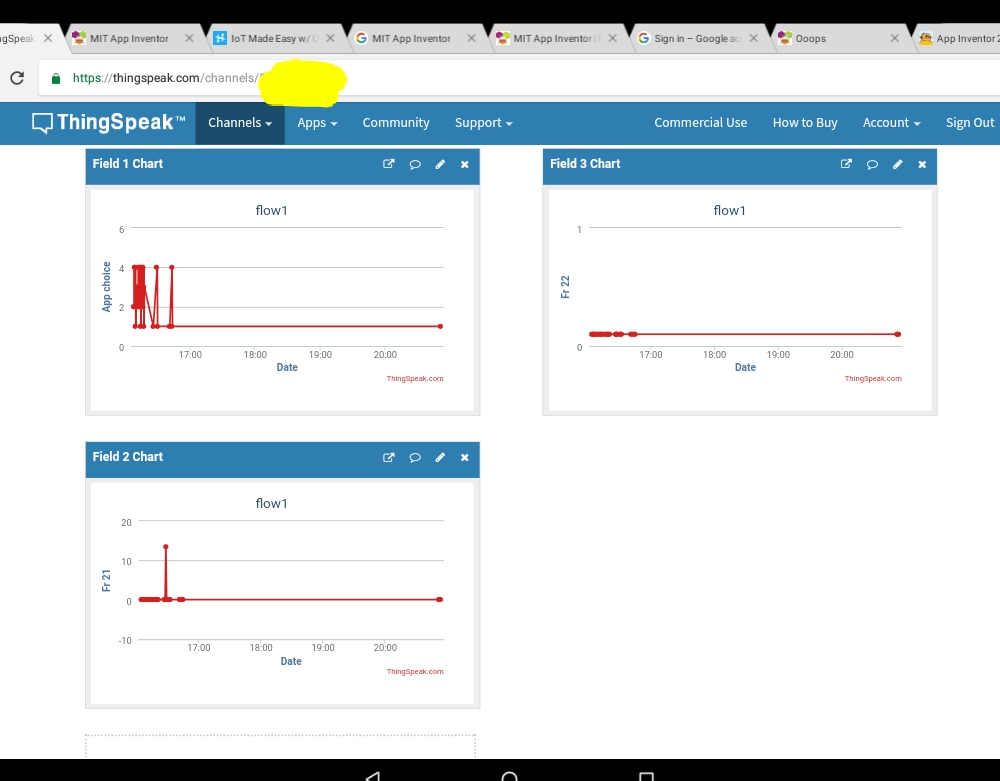 ngSpeak
MIT App Inventor
IoT Made Easy w/ U
MIT App Inventor
MIT App Inventor |
Sign in – Google ac
Ooops
App Inventor 2
https://thingspeak.com/channels/
ThingSpeak™
Channels
Apps
Community
Support
Commercial Use
How to Buy
Account
Sign Out
Field 1 Chart
flow1
App choice
6
4
2
0
17:00
18:00
19:00
20:00
Date
ThingSpeak.com
Field 3 Chart
flow1
Fr 22
1
0
17:00
18:00
19:00
20:00
Date
ThingSpeak.com
Field 2 Chart
flow1
Fr 21
20
10
0
-10
17:00
18:00
19:00
20:00
Date
ThingSpeak.com